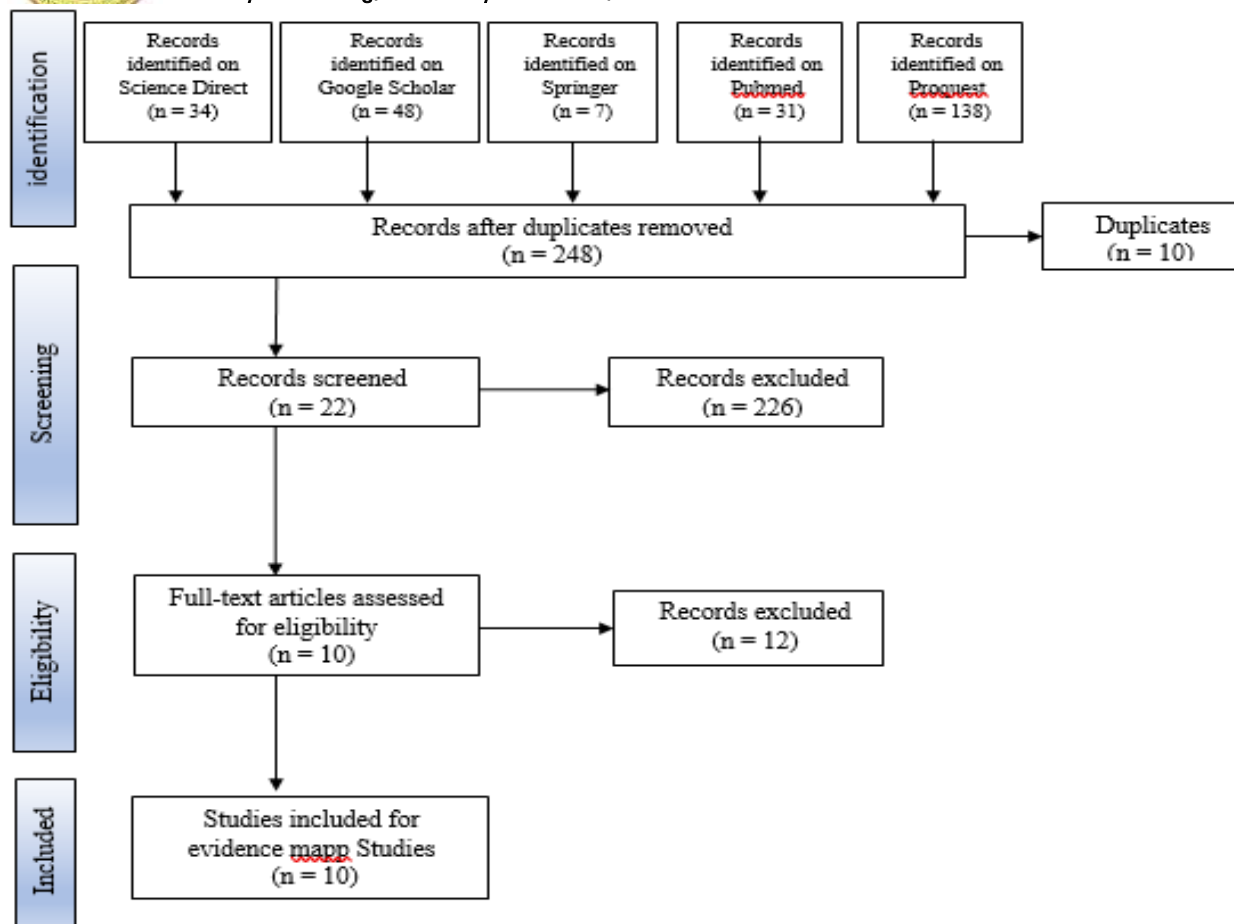 identification
Records
identified on
Science Direct
(n = 34)
Records
identified on
Google Scholar
(n = 48)
Records
identified on
Springer
(n = 7)
Records
identified on
Pubmed
(n = 31)
Records
identified on
Proquest
(n = 138)
Records after duplicates removed
(n = 248)
Duplicates
(n = 10)
Screening
Records screened
(n = 22)
Records excluded
(n = 226)
Eligibility
Full-text articles assessed
for eligibility
(n = 10)
Records excluded
(n = 12)
Included
Studies included for
evidence mapp Studies
(n = 10)